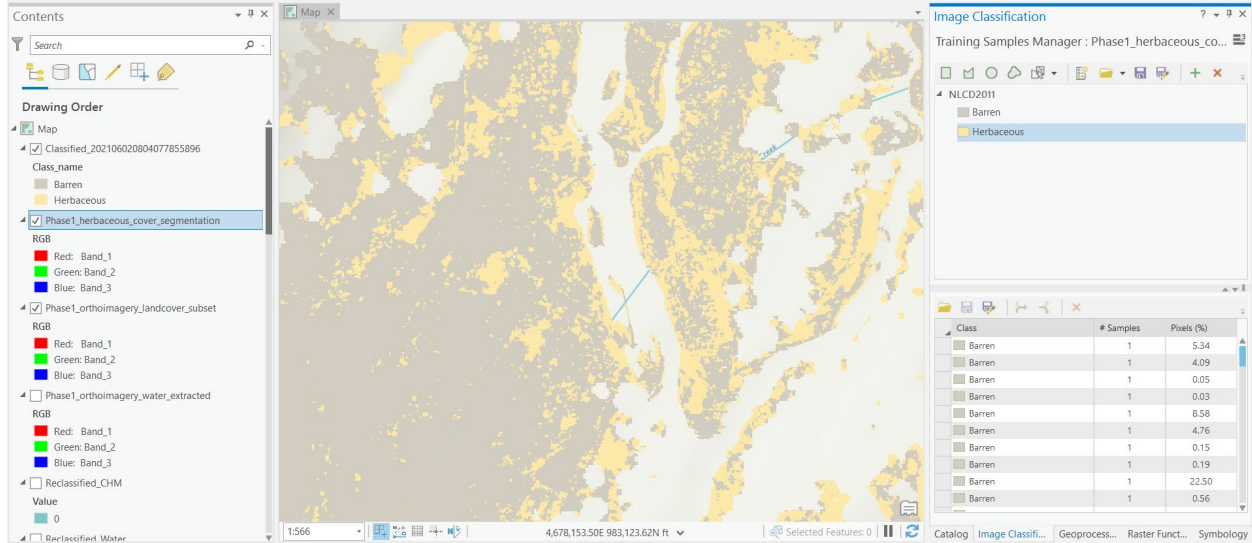 Contents
Search
Drawing Order
Map
Classified_202106020804077855896
Class_name
Barren
Herbaceous
Phase1_herbaceous_cover_segmentation
RGB
Red: Band_1
Green: Band_2
Blue: Band_3
Phase1_orthoimagery_landcover_subset
RGB
Red: Band_1
Green: Band_2
Blue: Band_3
Phase1_orthoimagery_water_extracted
RGB
Red: Band_1
Green: Band_2
Blue: Band_3
Reclassified_CHM
Value
0
Reclassified_Water
Map
Creek
1:566
4,678,153.50E 983,123.62N ft
Selected Features: 0
Image Classification
Training Samples Manager : Phase1_herbaceous_co...
NLCD2011
Barren
Herbaceous
Class # Samples Pixels (%)
Barren 1 5.34
Barren 1 4.09
Barren 1 0.05
Barren 1 0.03
Barren 1 8.58
Barren 1 4.76
Barren 1 0.15
Barren 1 0.19
Barren 1 22.50
Barren 1 0.56
Catalog Image Classifi... Geoprocess... Raster Funct... Symbology